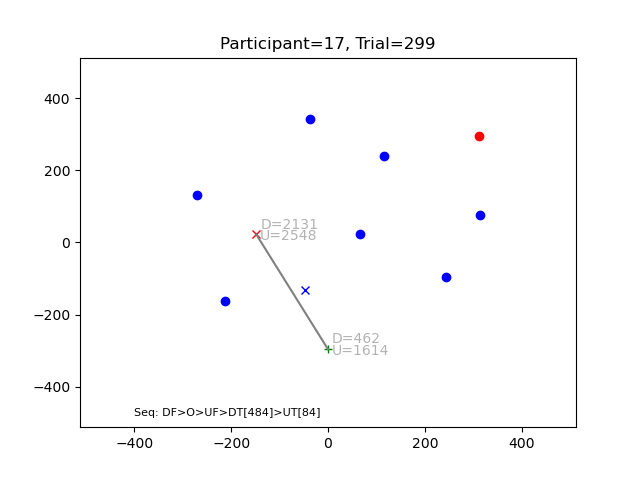 Participant=17, Trial=299
400
200
0
−200
−400
D=2131
U=2548
D=462
U=1614
Seq: DF>O>UF>DT[484]>UT[84]
−400
−200
0
200
400